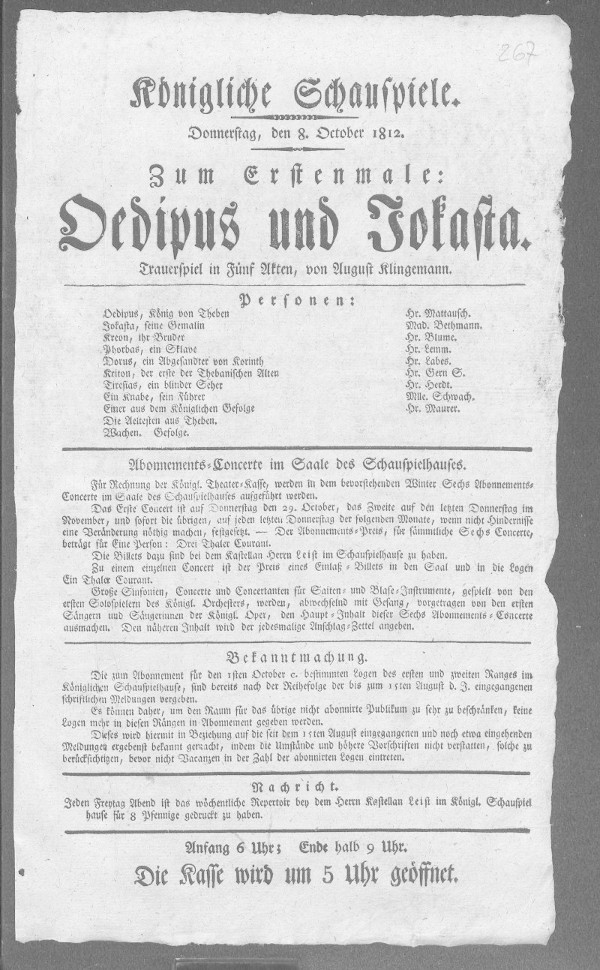 267
Königliche Schauspiele.
Donnerstag, den 8. October 1812.
Zum Erstenmale:
Oedipus und Jokasta.
Trauerspiel in Fünf Akten, von August Klingemann.
Personen:
Oedipus, König von Theben Hr. Mattausch.
Jokasta, seine Gemalin Mad. Bethmann.
Kreon, ihr Bruder Hr. Blume.
Phorbas, ein Sklave Hr. Lemm.
Dorus, ein Abgesandter von Korinth Hr. Labes.
Kriton, der erste der Thebanischen Alten Hr. Gern S.
Tiresias, ein blinder Seher Hr. Herdt.
Ein Knabe, sein Führer Mlle. Schwach.
Einer aus dem Königlichen Gefolge Hr. Maurer.
Die Aeltesten aus Theben.
Wachen. Gefolge.
Abonnements-Concerte im Saale des Schauspielhauses.
Für Rechnung der Königl. Theater-Kasse, werden in dem bevorstehenden Winter Sechs Abonnements-
Concerte im Saale des Schauspielhauses ausgeführt werden.
Das Erste Concert ist auf Donnerstag den 29. October, das Zweite auf den letzten Donnerstag im
November, und sofort die übrigen, auf jeden letzten Donnerstag der folgenden Monate, wenn nicht Hindernisse
eine Veränderung nöthig machen, festgesetzt. — Der Abonnements-Preis, für sämmtliche Sechs Concerte,
beträgt für Eine Person: Drei Thaler Courant.
Die Billets dazu sind bei dem Kastellan Herrn Leist im Schauspielhause zu haben.
Zu einem einzelnen Concert ist der Preis eines Einlaß-Billets in den Saal und in die Logen
Ein Thaler Courant.
Große Sinfonien, Concerte und Concertanten für Saiten- und Blase-Instrumente, gespielt von den
ersten Solospielern des Königl. Orchesters, werden, abwechselnd mit Gesang, vorgetragen von den ersten
Sängern und Sängerinnen der Königl. Oper, den Haupt-Inhalt dieser Sechs Abonnements-Concerte
ausmachen. Den näheren Inhalt wird der jedesmalige Anschlag-Zettel angeben.
Bekanntmachung.
Die zum Abonnement für den 1sten October c. bestimmten Logen des ersten und zweiten Ranges im
Königlichen Schauspielhause, sind bereits nach der Reihefolge der bis zum 15ten August d. J. eingegangenen
schriftlichen Meldungen vergeben.
Es können daher, um den Raum für das übrige nicht abonnirte Publikum zu sehr zu beschränken, keine
Logen mehr in diesen Rängen in Abonnement gegeben werden.
Dieses wird hiermit in Beziehung auf die seit dem 15ten August eingegangenen und noch etwa eingehenden
Meldungen ergebenst bekannt gemacht, indem die Umstände und höhere Vorschriften nicht verstatten, solche zu
berücksichtigen, bevor nicht Vacanzen in der Zahl der abonnirten Logen eintreten.
Nachricht.
Jeden Freytag Abend ist das wöchentliche Repertoir bey dem Herrn Kastellan Leist im Königl. Schauspiel
hause für 8 Pfennige gedruckt zu haben.
Anfang 6 Uhr; Ende halb 9 Uhr.
Die Kasse wird um 5 Uhr geöffnet.